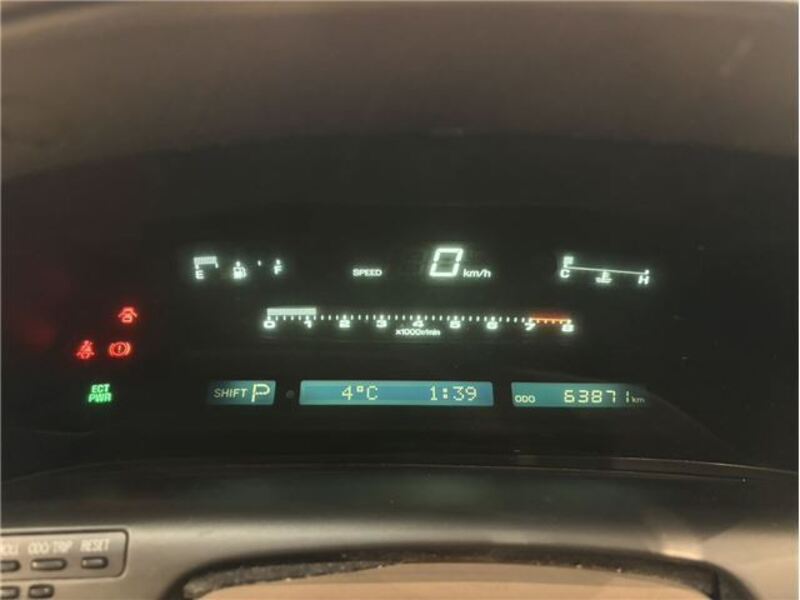 E F SPEED 0 km/h C H
0 1 2 3 4 5 6 7 8
x1000r/min
ECT
PWR
SHIFT P 4°C 1:39 ODO 63871 km
ODO/TRIP RESET